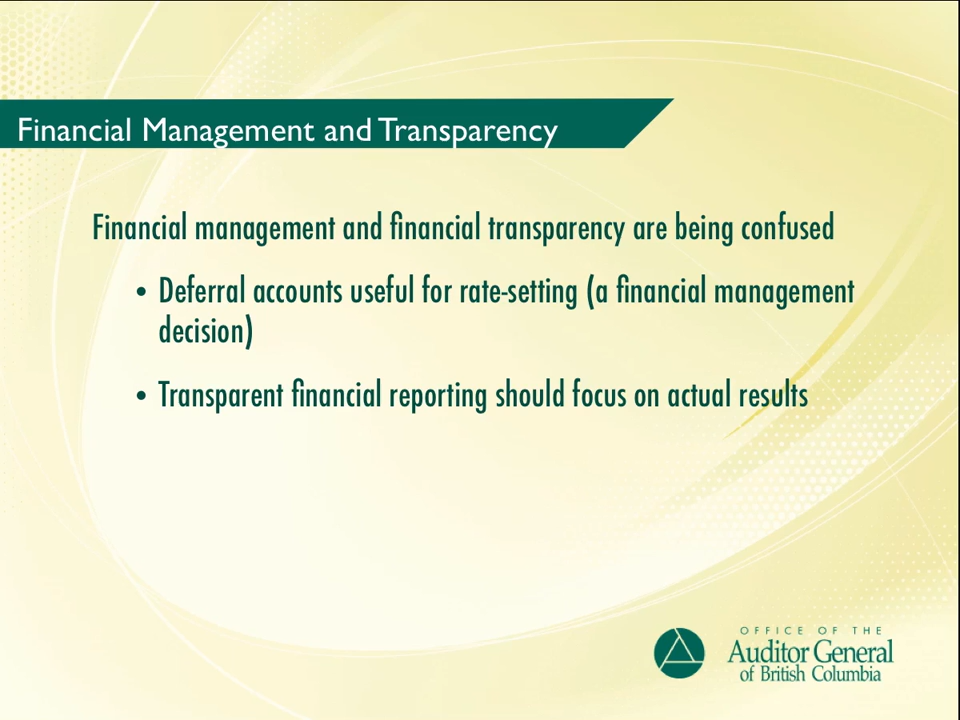 Financial Management and Transparency
Financial management and financial transparency are being confused
• Deferral accounts useful for rate-setting (a financial management
decision)
• Transparent financial reporting should focus on actual results
OFFICE OF THE
Auditor General
of British Columbia